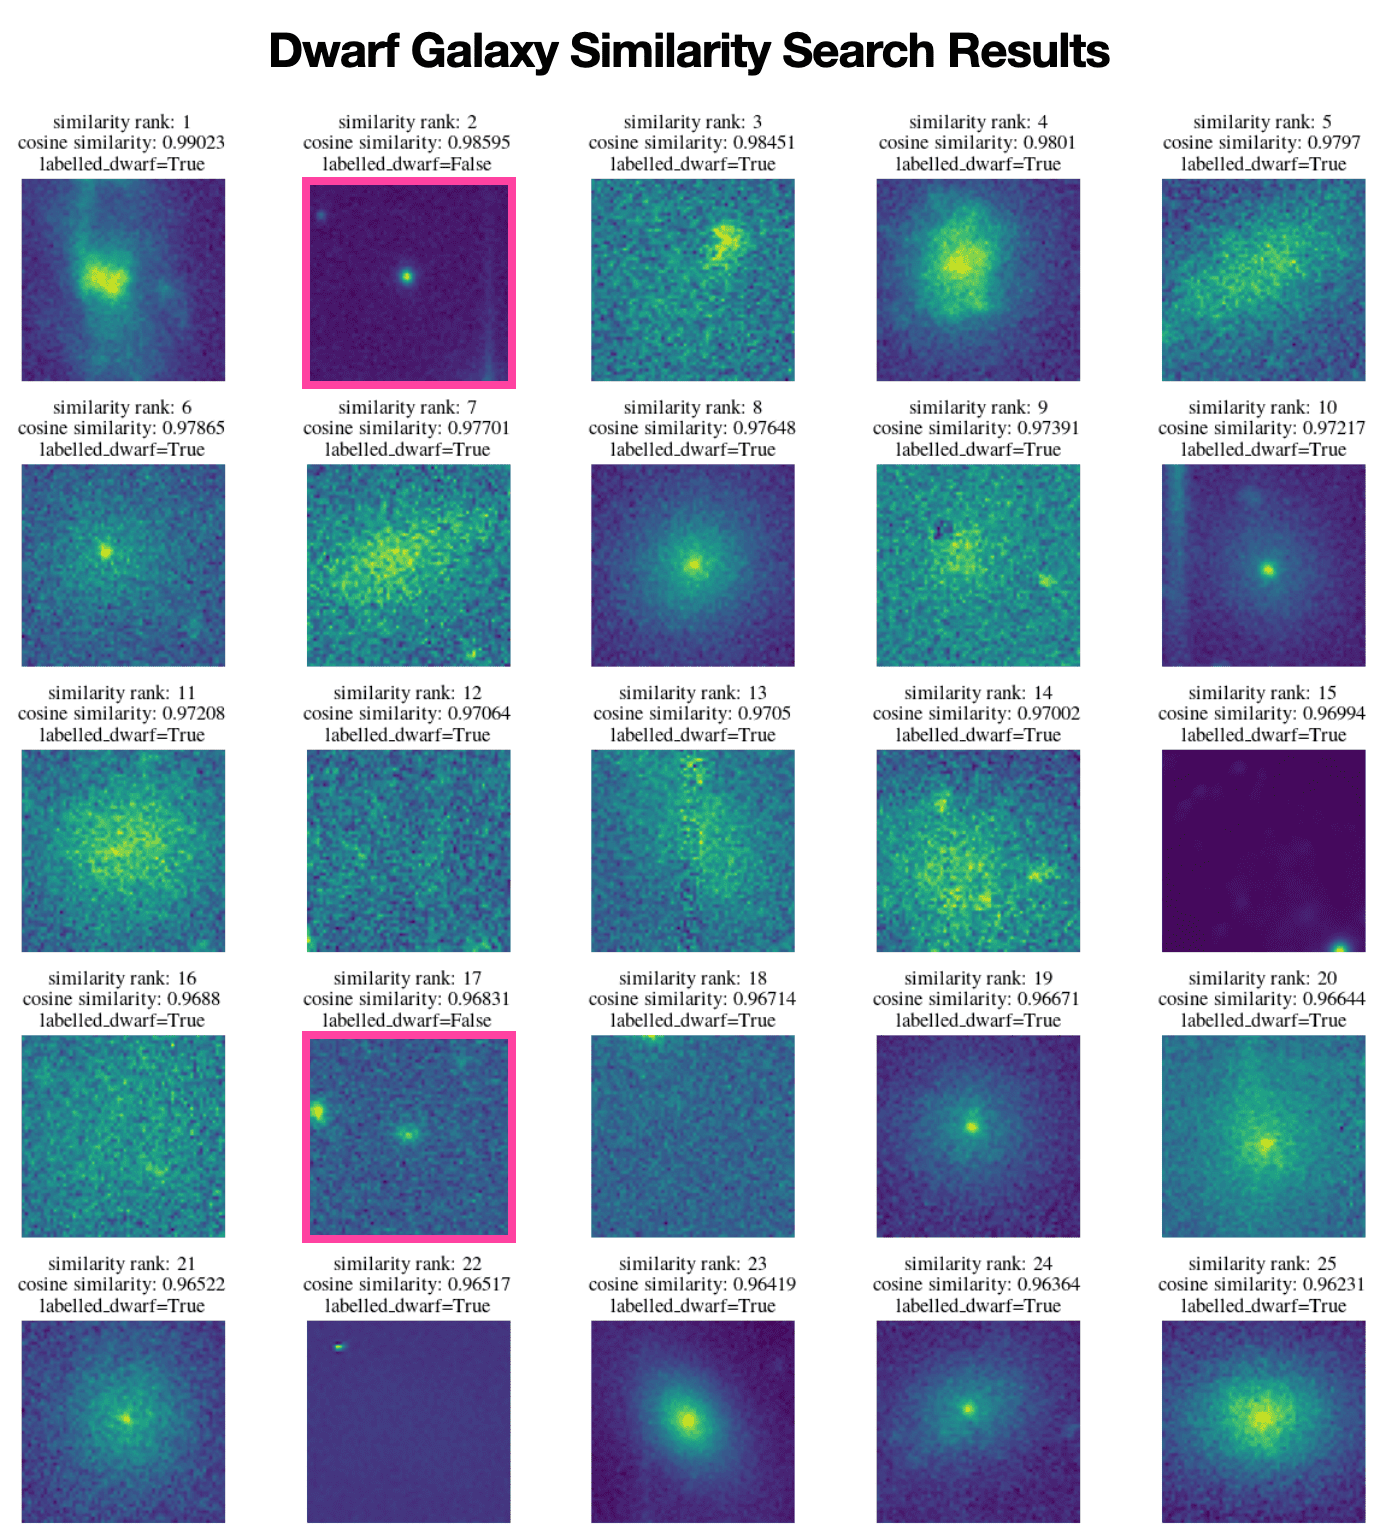 Dwarf Galaxy Similarity Search Results
similarity rank: 1
cosine similarity: 0.99023
labelled_dwarf=True
similarity rank: 2
cosine similarity: 0.98595
labelled_dwarf=False
similarity rank: 3
cosine similarity: 0.98451
labelled_dwarf=True
similarity rank: 4
cosine similarity: 0.9801
labelled_dwarf=True
similarity rank: 5
cosine similarity: 0.9797
labelled_dwarf=True
similarity rank: 6
cosine similarity: 0.97865
labelled_dwarf=True
similarity rank: 7
cosine similarity: 0.97701
labelled_dwarf=True
similarity rank: 8
cosine similarity: 0.97648
labelled_dwarf=True
similarity rank: 9
cosine similarity: 0.97391
labelled_dwarf=True
similarity rank: 10
cosine similarity: 0.97217
labelled_dwarf=True
similarity rank: 11
cosine similarity: 0.97208
labelled_dwarf=True
similarity rank: 12
cosine similarity: 0.97064
labelled_dwarf=True
similarity rank: 13
cosine similarity: 0.9705
labelled_dwarf=True
similarity rank: 14
cosine similarity: 0.97002
labelled_dwarf=True
similarity rank: 15
cosine similarity: 0.96994
labelled_dwarf=True
similarity rank: 16
cosine similarity: 0.9688
labelled_dwarf=True
similarity rank: 17
cosine similarity: 0.96831
labelled_dwarf=False
similarity rank: 18
cosine similarity: 0.96714
labelled_dwarf=True
similarity rank: 19
cosine similarity: 0.96671
labelled_dwarf=True
similarity rank: 20
cosine similarity: 0.96644
labelled_dwarf=True
similarity rank: 21
cosine similarity: 0.96522
labelled_dwarf=True
similarity rank: 22
cosine similarity: 0.96517
labelled_dwarf=True
similarity rank: 23
cosine similarity: 0.96419
labelled_dwarf=True
similarity rank: 24
cosine similarity: 0.96364
labelled_dwarf=True
similarity rank: 25
cosine similarity: 0.96231
labelled_dwarf=True